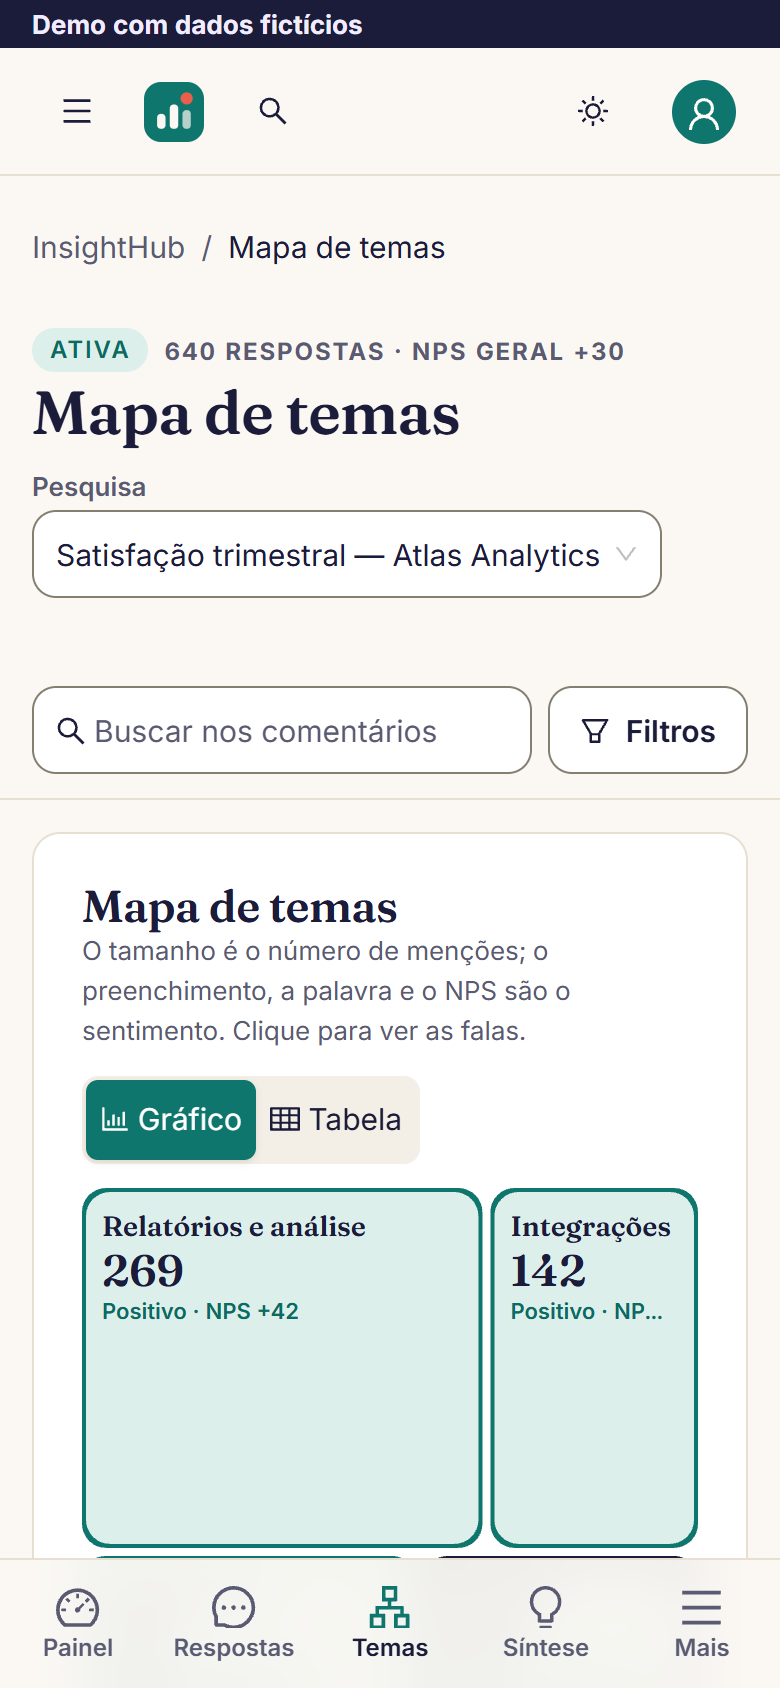 Demo com dados fictícios
InsightHub / Mapa de temas
ATIVA 640 RESPOSTAS · NPS GERAL +30
Mapa de temas
Pesquisa
Satisfação trimestral — Atlas Analytics
Buscar nos comentários
Filtros
Mapa de temas
O tamanho é o número de menções; o
preenchimento, a palavra e o NPS são o
sentimento. Clique para ver as falas.
Gráfico Tabela
Relatórios e análise
269
Positivo · NPS +42
Integrações
142
Positivo · NP...
Painel Respostas Temas Síntese Mais